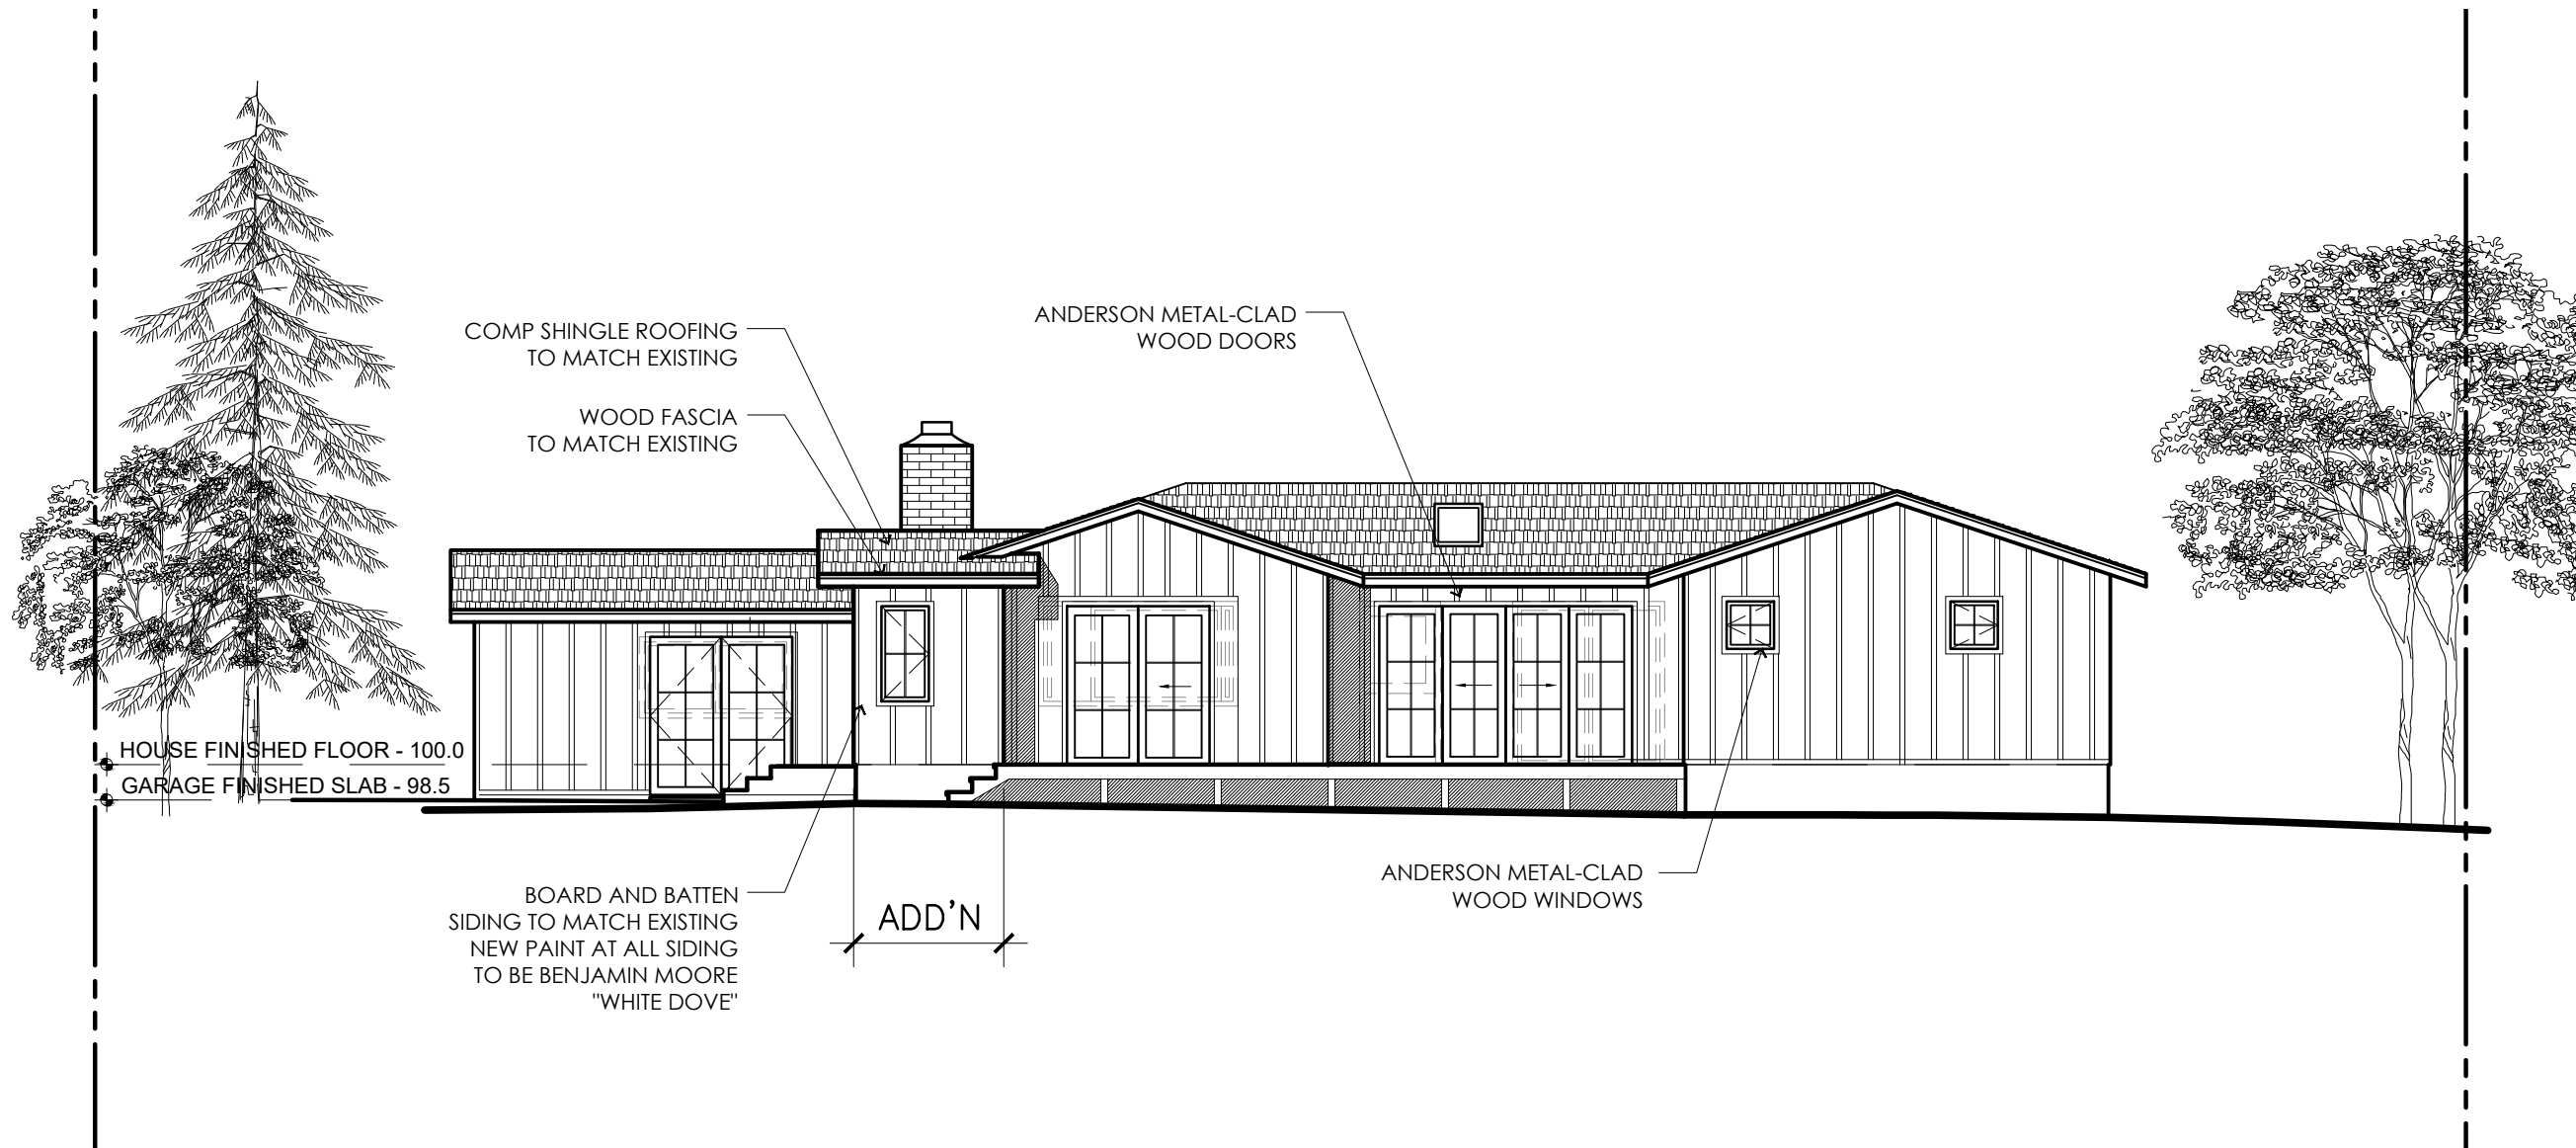 COMP SHINGLE ROOFING
TO MATCH EXISTING
WOOD FASCIA
TO MATCH EXISTING
ANDERSON METAL-CLAD
WOOD DOORS
HOUSE FINISHED FLOOR - 100.0
GARAGE FINISHED SLAB - 98.5
BOARD AND BATTEN
SIDING TO MATCH EXISTING
NEW PAINT AT ALL SIDING
TO BE BENJAMIN MOORE
"WHITE DOVE"
ADD'N
ANDERSON METAL-CLAD
WOOD WINDOWS